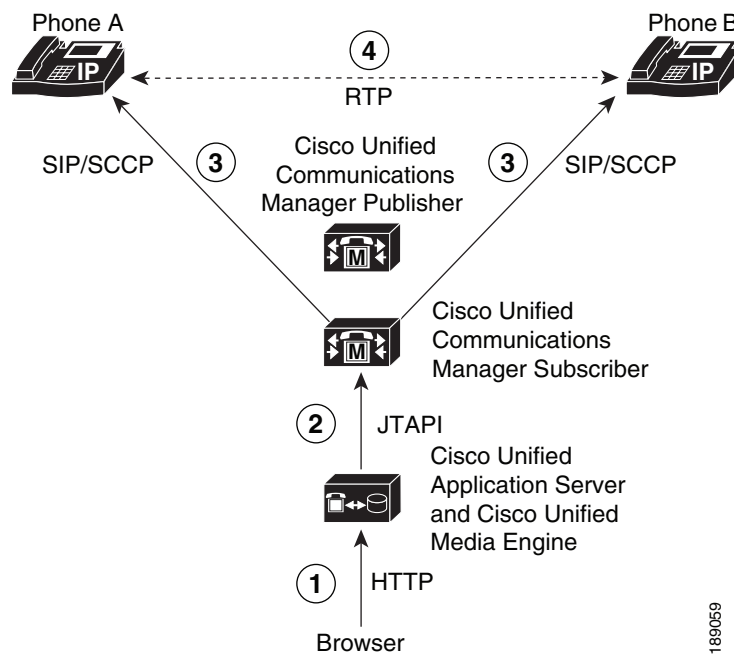 Phone A
Phone B
4
IP
IP
RTP
SIP/SCCP
3
Cisco Unified
Communications
Manager Publisher
3
SIP/SCCP
M
M
Cisco Unified
Communications
Manager Subscriber
2
JTAPI
Cisco Unified
Application Server
and Cisco Unified
Media Engine
1
HTTP
Browser
189059